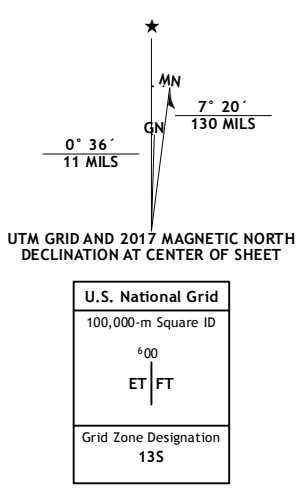 ★
MN
7° 20´
130 MILS
GN
0° 36´
11 MILS
UTM GRID AND 2017 MAGNETIC NORTH
DECLINATION AT CENTER OF SHEET
U.S. National Grid
100,000-m Square ID
⁶00
ET FT
Grid Zone Designation
13S